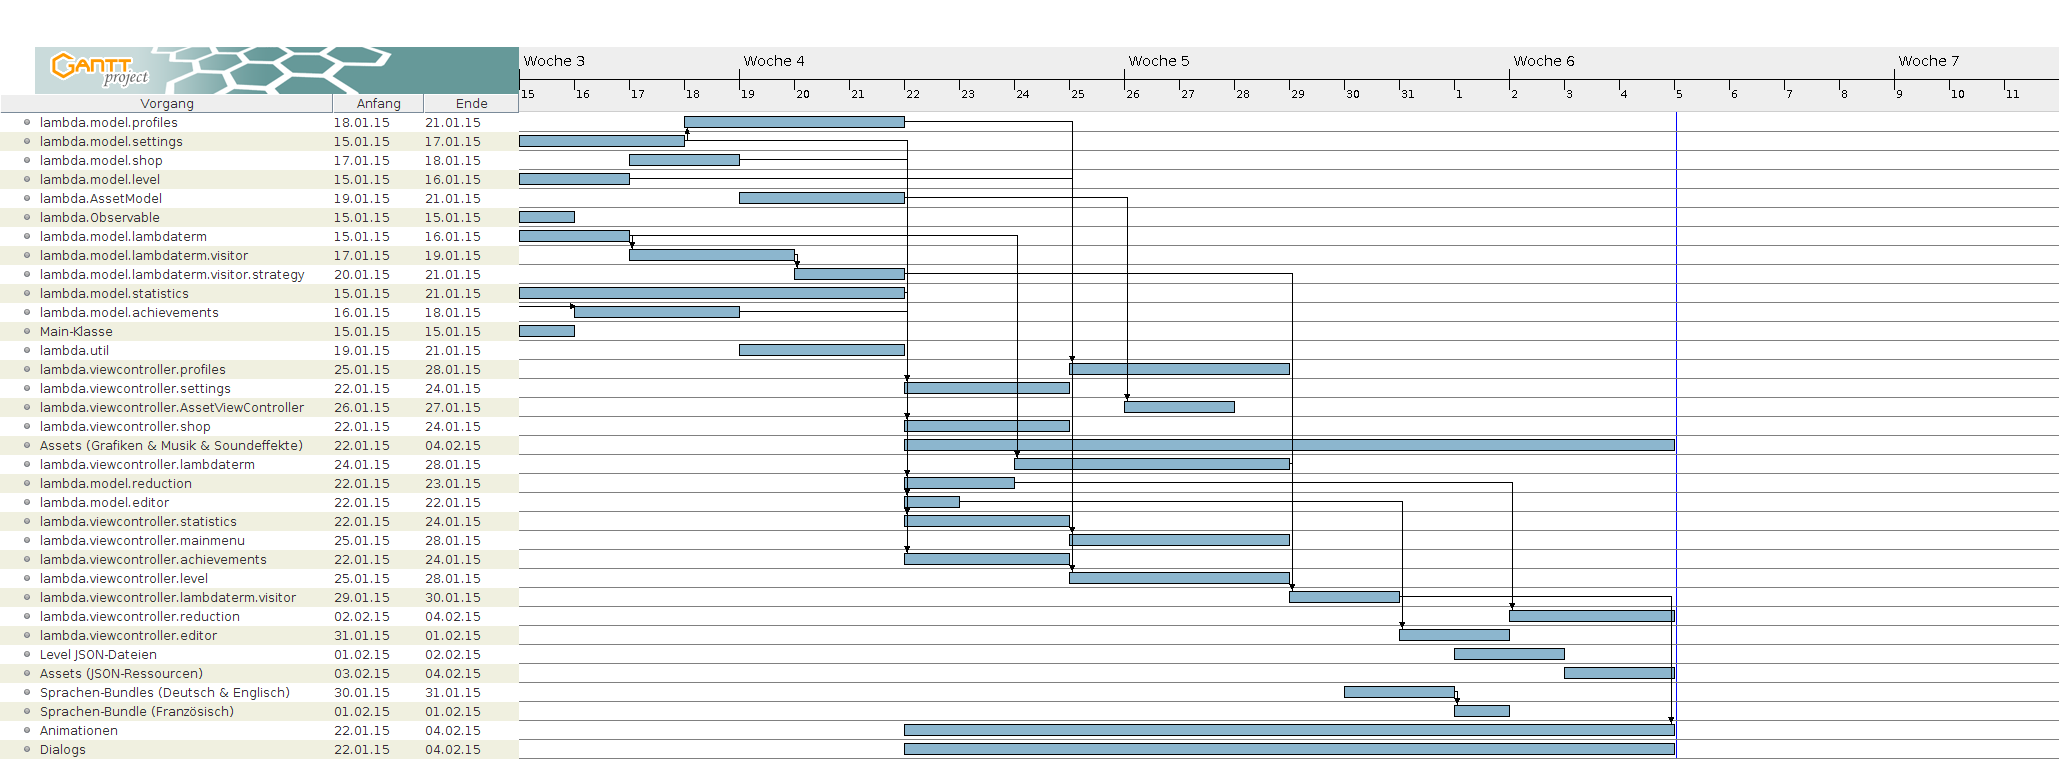 GANTT
project
Woche 3 Woche 4 Woche 5 Woche 6 Woche 7
15 16 17 18 19 20 21 22 23 24 25 26 27 28 29 30 31 1 2 3 4 5 6 7 8 9 10 11
Vorgang Anfang Ende
lambda.model.profiles 18.01.15 21.01.15
lambda.model.settings 15.01.15 17.01.15
lambda.model.shop 17.01.15 18.01.15
lambda.model.level 15.01.15 16.01.15
lambda.AssetModel 19.01.15 21.01.15
lambda.Observable 15.01.15 15.01.15
lambda.model.lambdaterm 15.01.15 16.01.15
lambda.model.lambdaterm.visitor 17.01.15 19.01.15
lambda.model.lambdaterm.visitor.strategy 20.01.15 21.01.15
lambda.model.statistics 15.01.15 21.01.15
lambda.model.achievements 16.01.15 18.01.15
Main-Klasse 15.01.15 15.01.15
lambda.util 19.01.15 21.01.15
lambda.viewcontroller.profiles 25.01.15 28.01.15
lambda.viewcontroller.settings 22.01.15 24.01.15
lambda.viewcontroller.AssetViewController 26.01.15 27.01.15
lambda.viewcontroller.shop 22.01.15 24.01.15
Assets (Grafiken & Musik & Soundeffekte) 22.01.15 04.02.15
lambda.viewcontroller.lambdaterm 24.01.15 28.01.15
lambda.model.reduction 22.01.15 23.01.15
lambda.model.editor 22.01.15 22.01.15
lambda.viewcontroller.statistics 22.01.15 24.01.15
lambda.viewcontroller.mainmenu 25.01.15 28.01.15
lambda.viewcontroller.achievements 22.01.15 24.01.15
lambda.viewcontroller.level 25.01.15 28.01.15
lambda.viewcontroller.lambdaterm.visitor 29.01.15 30.01.15
lambda.viewcontroller.reduction 02.02.15 04.02.15
lambda.viewcontroller.editor 31.01.15 01.02.15
Level JSON-Dateien 01.02.15 02.02.15
Assets (JSON-Ressourcen) 03.02.15 04.02.15
Sprachen-Bundles (Deutsch & Englisch) 30.01.15 31.01.15
Sprachen-Bundle (Französisch) 01.02.15 01.02.15
Animationen 22.01.15 04.02.15
Dialogs 22.01.15 04.02.15